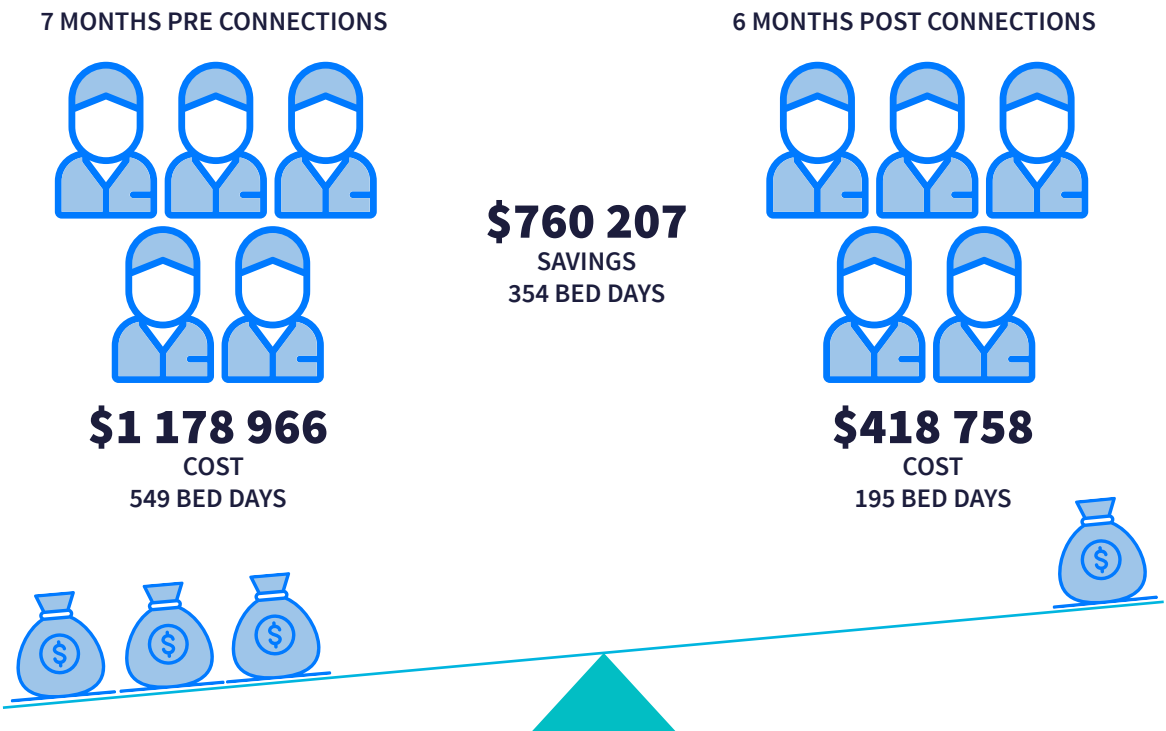 7 MONTHS PRE CONNECTIONS
6 MONTHS POST CONNECTIONS
$760 207
SAVINGS
354 BED DAYS
$1 178 966
COST
549 BED DAYS
$418 758
COST
195 BED DAYS
$
$
$
$